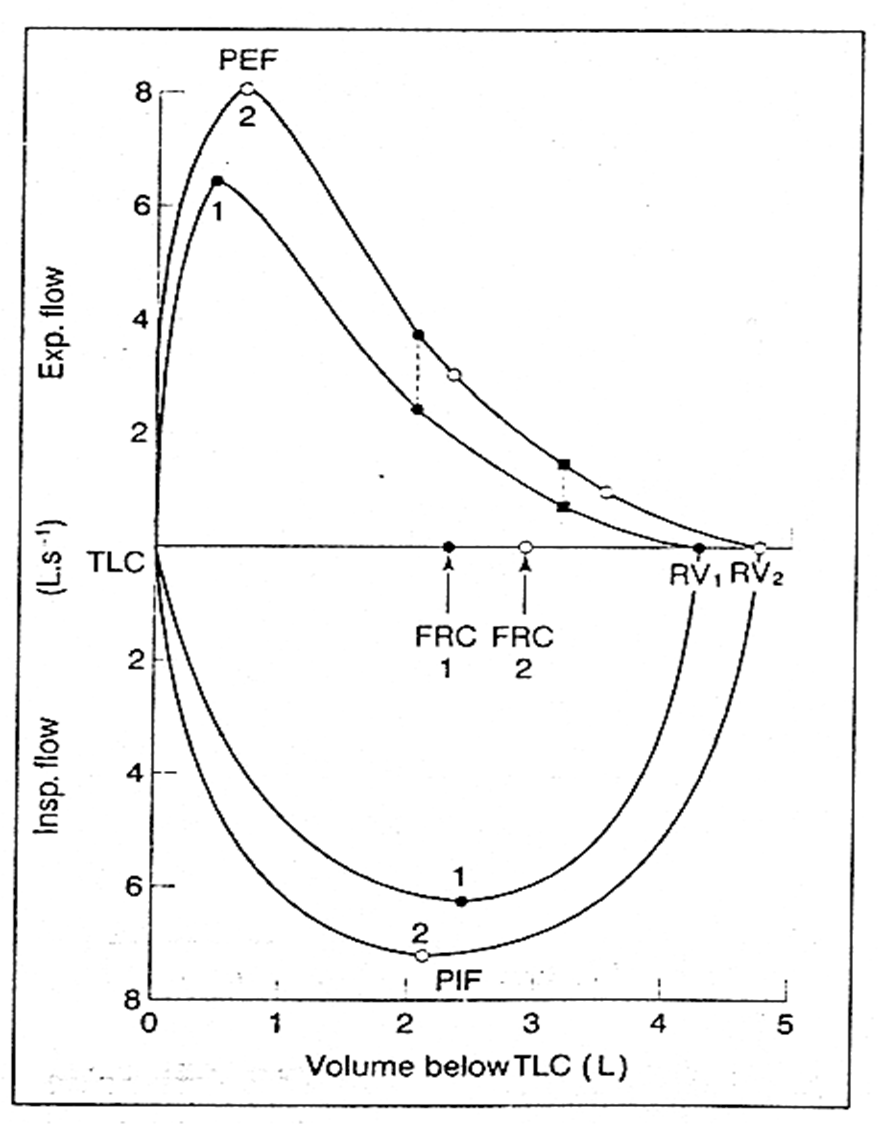 PEF
8
2
6
1
Exp. flow
4
2
(L.s⁻¹)
TLC
RV₁ RV₂
FRC FRC
1 2
2
Insp. flow
4
1
6
2
PIF
8
0 1 2 3 4 5
Volume below TLC (L)